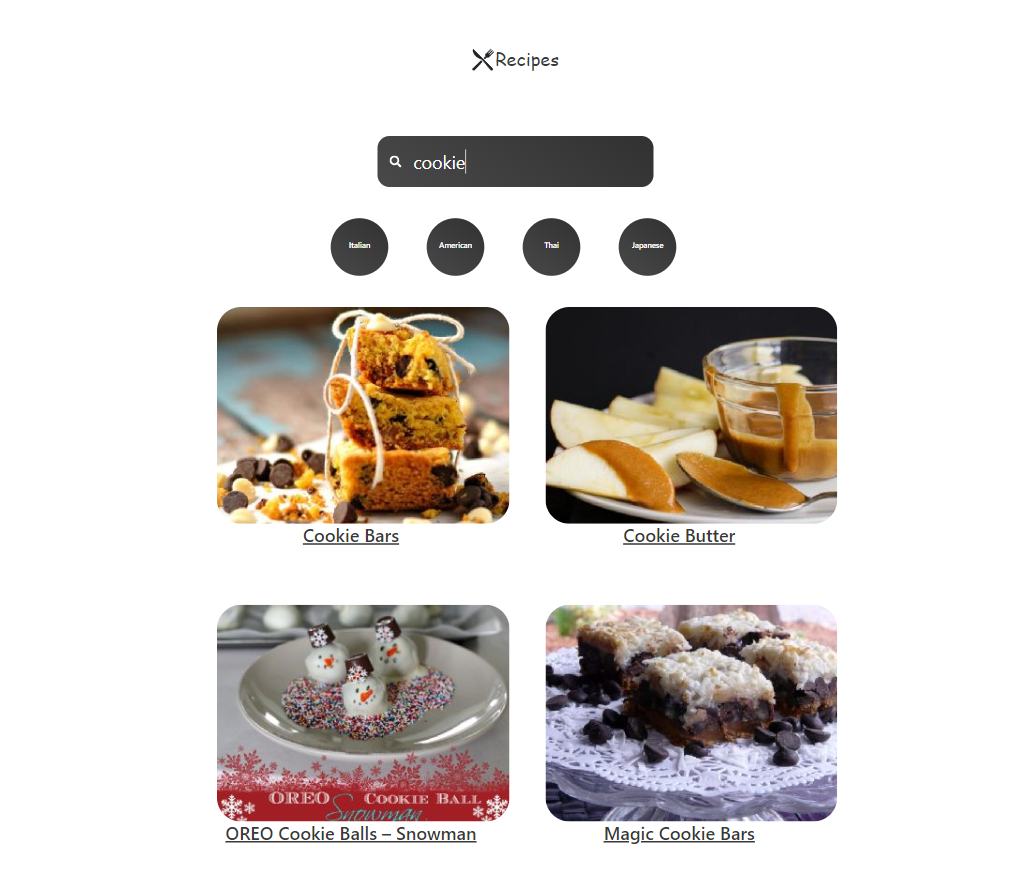 Recipes
cookie
Italian
American
Thai
Japanese
Cookie Bars
Cookie Butter
OREO COOKIE BALL
Snowman
OREO Cookie Balls – Snowman
Magic Cookie Bars